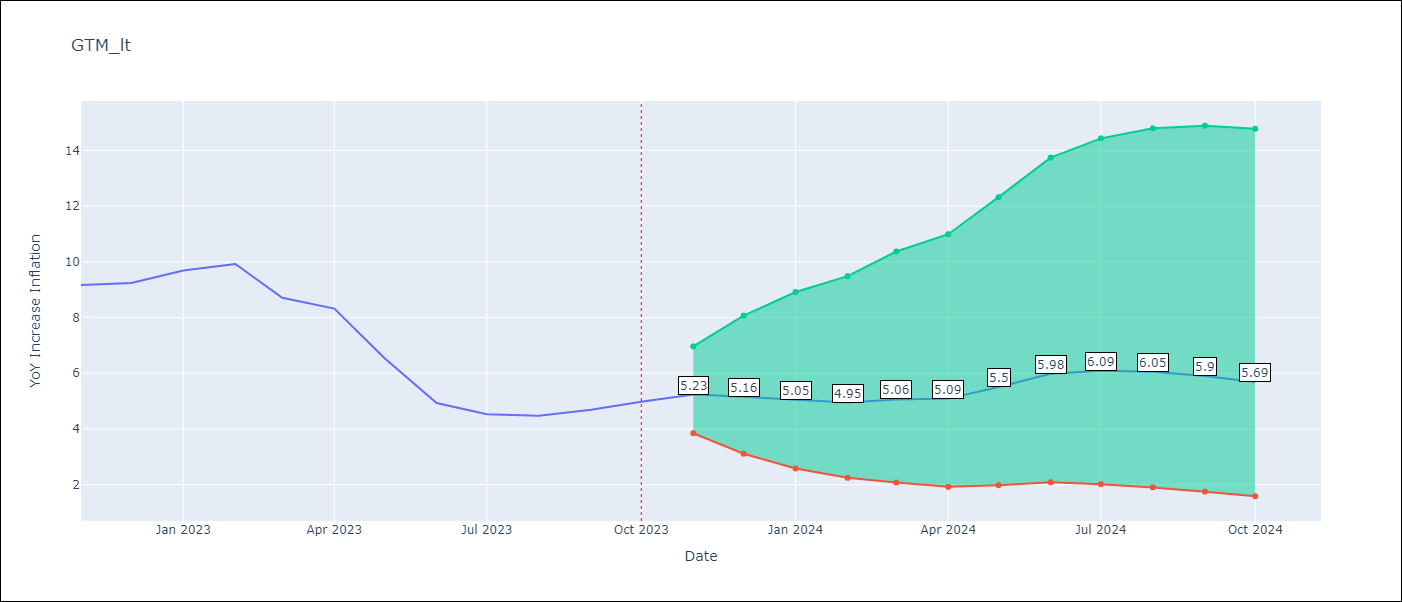 GTM_lt
YoY Increase Inflation
14
12
10
8
6
4
2
5.23
5.16
5.05
4.95
5.06
5.09
5.5
5.98
6.09
6.05
5.9
5.69
Jan 2023
Apr 2023
Jul 2023
Oct 2023
Jan 2024
Apr 2024
Jul 2024
Oct 2024
Date